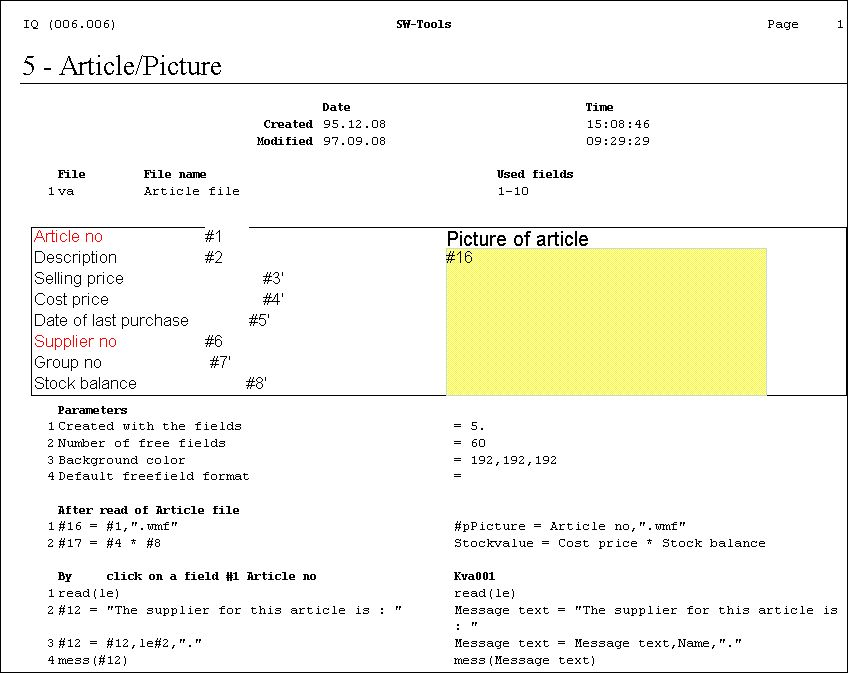 IQ (006.006) SW-Tools Page 1
5 - Article/Picture
Date Time
Created 95.12.08 15:08:46
Modified 97.09.08 09:29:29
File File name Used fields
1 va Article file 1-10
Article no #1 Picture of article
Description #2 #16
Selling price #3'
Cost price #4'
Date of last purchase #5'
Supplier no #6
Group no #7'
Stock balance #8'
Parameters
1 Created with the fields = 5.
2 Number of free fields = 60
3 Background color = 192,192,192
4 Default freefield format =
After read of Article file
1 #16 = #1,".wmf" #pPicture = Article no,".wmf"
2 #17 = #4 * #8 Stockvalue = Cost price * Stock balance
By click on a field #1 Article no Kva001
1 read(le) read(le)
2 #12 = "The supplier for this article is : " Message text = "The supplier for this article is
: "
3 #12 = #12,le#2,"." Message text = Message text,Name,"."
4 mess(#12) mess(Message text)